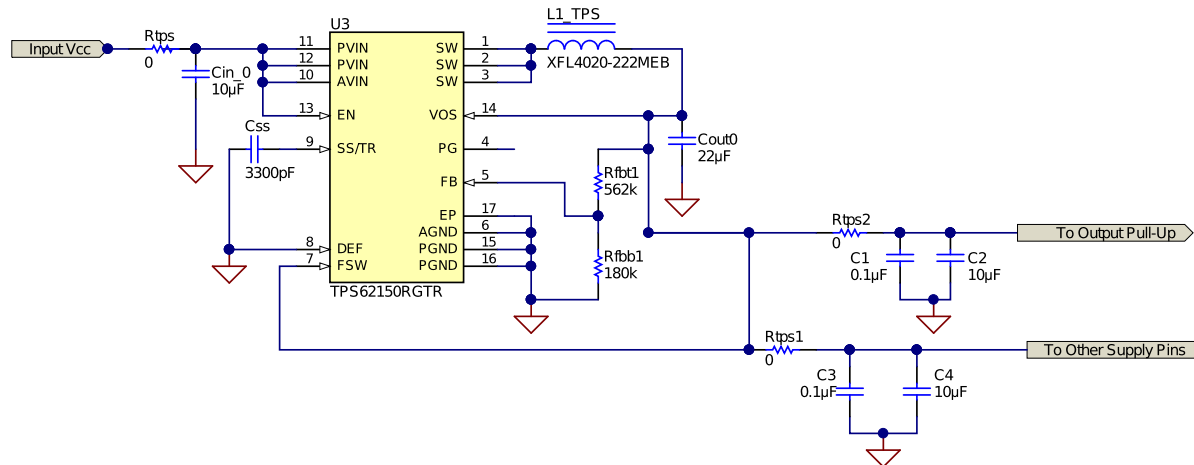 L1_TPS
XFL4020-222MEB
Input Vcc
Rtps
0
Cin_0
10µF
Css
3300pF
U3
11 PVIN SW 1
12 PVIN SW 2
10 AVIN SW 3
13 EN VOS 14
9 SS/TR PG 4
FB 5
EP 17
AGND 6
8 DEF PGND 15
7 FSW PGND 16
TPS62150RGTR
Cout0
22µF
Rfbt1
562k
Rfbb1
180k
Rtps2
0
To Output Pull-Up
C1
0.1µF
C2
10µF
Rtps1
0
To Other Supply Pins
C3
0.1µF
C4
10µF